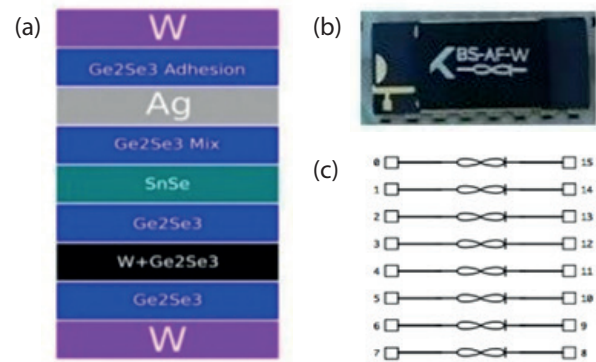 (a)
W
Ge2Se3 Adhesion
Ag
Ge2Se3 Mix
SnSe
Ge2Se3
W+Ge2Se3
Ge2Se3
W
(b)
BS-AF-W
(c)
0 15
1 14
2 13
3 12
4 11
5 10
6 9
7 8